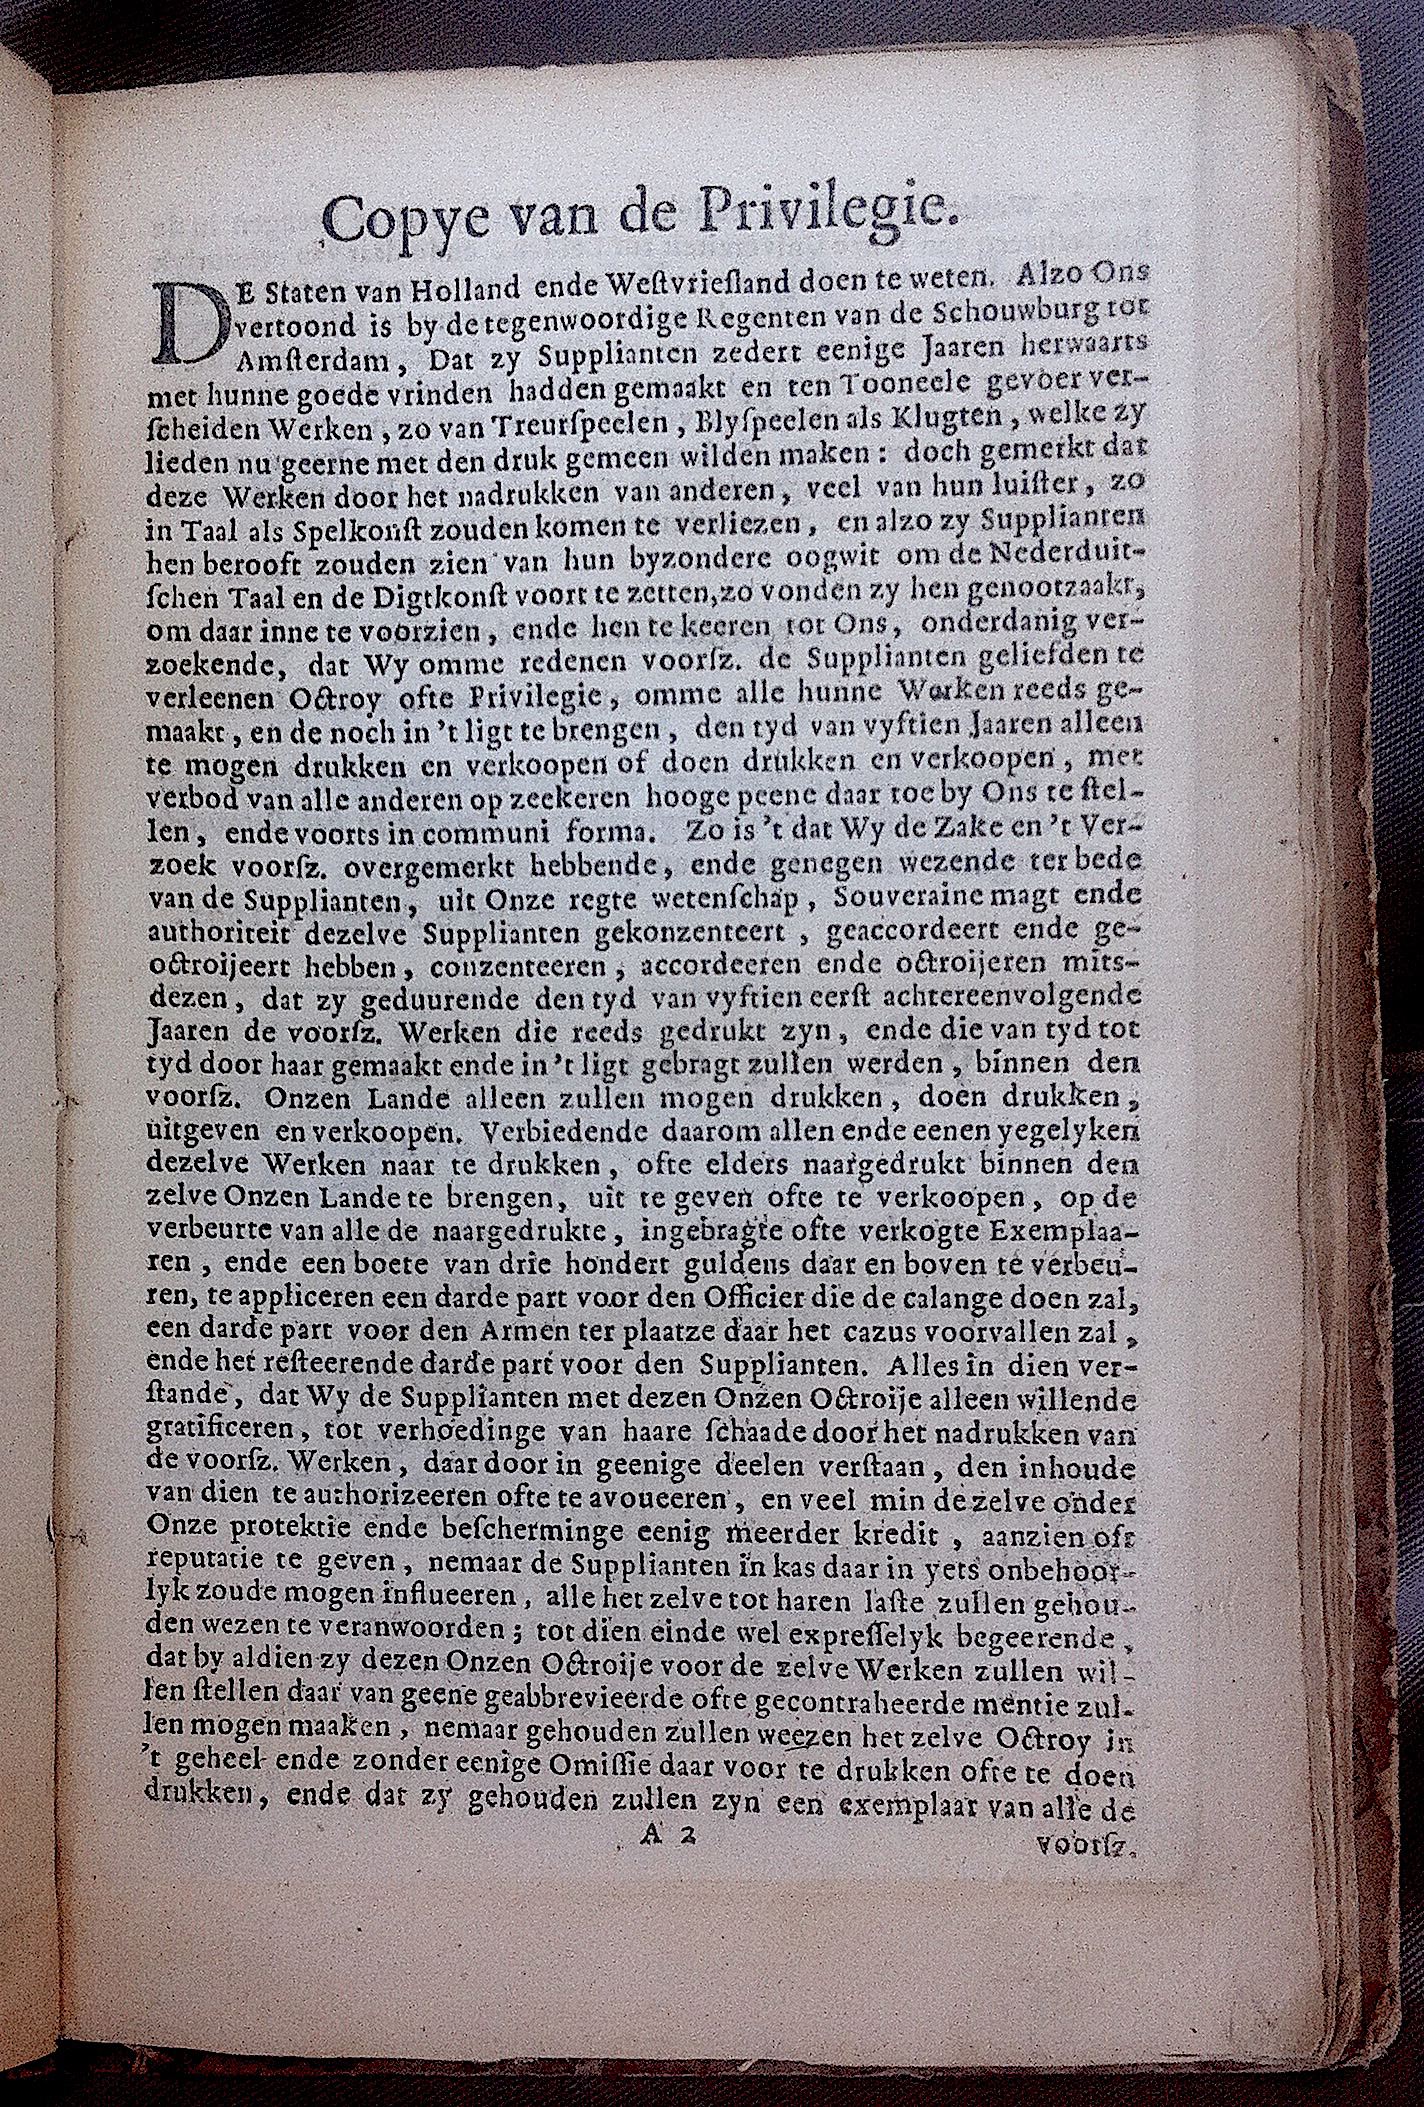 Copye van de Privilegie.
DE Staten van Holland ende Weſtvrieſland doen te weten. Alzo Ons
vertoond is by de tegenwoordige Regenten van de Schouwburg tot
Amſterdam, Dat zy Supplianten zedert eenige Jaaren herwaarts
met hunne goede vrinden hadden gemaakt en ten Tooneele gevoer ver-
ſcheiden Werken, zo van Treurſpeelen, Blyſpeelen als Klugten, welke zy
lieden nu geerne met den druk gemeen wilden maken: doch gemerkt dat
deze Werken door het nadrukken van anderen, veel van hun luiſter, zo
in Taal als Spelkonſt zouden komen te verliezen, en alzo zy Supplianten
hen berooft zouden zien van hun byzondere oogwit om de Nederduit-
ſchen Taal en de Digtkonſt voort te zetten, zo vonden zy hen genootzaakt,
om daar inne te voorzien, ende hen te keeren tot Ons, onderdanig ver-
zoekende, dat Wy omme redenen voorſz. de Supplianten geliefden te
verleenen Octroy ofte Privilegie, omme alle hunne Werken reeds ge-
maakt, en de noch in 't ligt te brengen, den tyd van vyftien Jaaren alleen
te mogen drukken en verkoopen of doen drukken en verkoopen, met
verbod van alle anderen op zeekeren hooge peene daar toe by Ons te ſtel-
len, ende voorts in communi forma. Zo is 't dat Wy de Zake en 't Ver-
zoek voorſz. overgemerkt hebbende, ende genegen wezende ter bede
van de Supplianten, uit Onze regte wetenſchap, Souveraine magt ende
authoriteit dezelve Supplianten gekonzenteert, geaccordeert ende ge-
octroijeert hebben, conzenteeren, accordeeren ende octroijeren mits-
dezen, dat zy geduurende den tyd van vyftien eerſt achtereenvolgende
Jaaren de voorſz. Werken die reeds gedrukt zyn, ende die van tyd tot
tyd door haar gemaakt ende in 't ligt gebragt zullen werden, binnen den
voorſz. Onzen Lande alleen zullen mogen drukken, doen drukken,
uitgeven en verkoopen. Verbiedende daarom allen ende eenen yegelyken
dezelve Werken naar te drukken, ofte elders naargedrukt binnen den
zelve Onzen Lande te brengen, uit te geven ofte te verkoopen, op de
verbeurte van alle de naargedrukte, ingebragte ofte verkogte Exemplaa-
ren, ende een boete van drie hondert guldens daar en boven te verbeu-
ren, te appliceren een darde part voor den Officier die de calange doen zal,
een darde part voor den Armen ter plaatze daar het cazus voorvallen zal,
ende het reſteerende darde part voor den Supplianten. Alles in dien ver-
ſtande, dat Wy de Supplianten met dezen Onzen Octroije alleen willende
gratificeren, tot verhoedinge van haare ſchaade door het nadrukken van
de voorſz. Werken, daar door in geenige deelen verſtaan, den inhoude
van dien te authorizeeren ofte te avoueeren, en veel min dezelve onder
Onze protektie ende beſcherminge eenig meerder kredit, aanzien oft
reputatie te geven, nemaar de Supplianten in kas daar in yets onbehoor-
lyk zoude mogen influeeren, alle het zelve tot haren laſte zullen gehou-
den wezen te veranwoorden; tot dien einde wel expreſſelyk begeerende,
dat by aldien zy dezen Onzen Octroije voor de zelve Werken zullen wil-
len ſtellen daar van geene geabbrevieerde ofte gecontraheerde mentie zul-
len mogen maaken, nemaar gehouden zullen weezen het zelve Octroy in
't geheel ende zonder eenige Omiſſie daar voor te drukken ofte te doen
drukken, ende dat zy gehouden zullen zyn een exemplaar van alle de
A 2
voorſz.